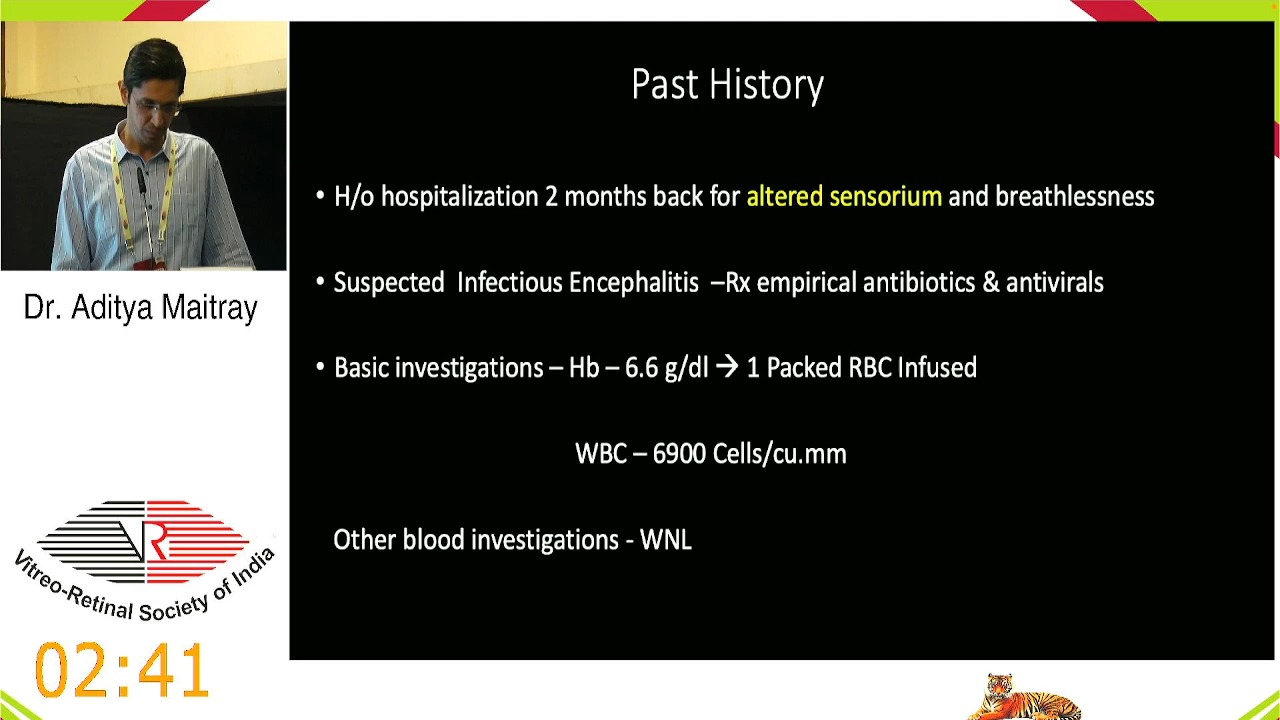 Past History
• H/o hospitalization 2 months back for altered sensorium and breathlessness
• Suspected Infectious Encephalitis –Rx empirical antibiotics & antivirals
• Basic investigations – Hb – 6.6 g/dl → 1 Packed RBC Infused
WBC – 6900 Cells/cu.mm
Other blood investigations - WNL
Dr. Aditya Maitray
VR
Vitreo-Retinal Society of India
02:41